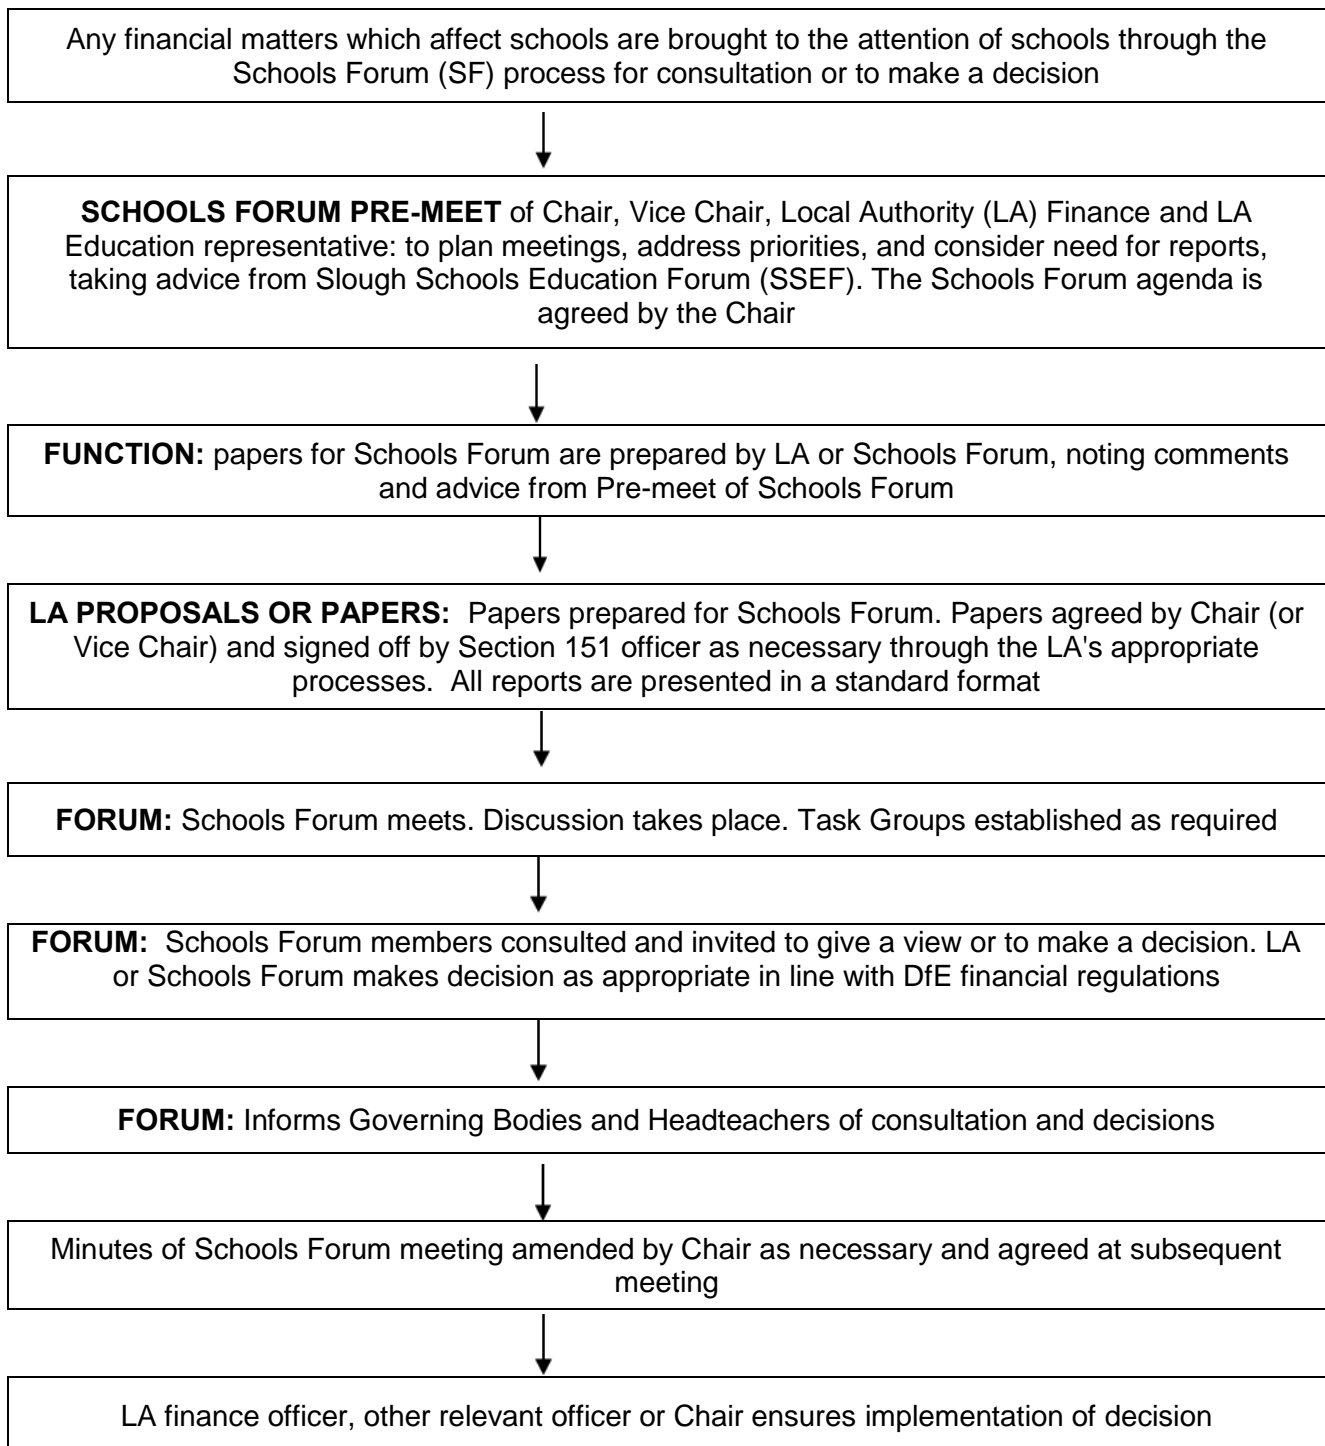 Any financial matters which affect schools are brought to the attention of schools through the
Schools Forum (SF) process for consultation or to make a decision
SCHOOLS FORUM PRE-MEET of Chair, Vice Chair, Local Authority (LA) Finance and LA
Education representative: to plan meetings, address priorities, and consider need for reports,
taking advice from Slough Schools Education Forum (SSEF). The Schools Forum agenda is
agreed by the Chair
FUNCTION: papers for Schools Forum are prepared by LA or Schools Forum, noting comments
and advice from Pre-meet of Schools Forum
LA PROPOSALS OR PAPERS: Papers prepared for Schools Forum. Papers agreed by Chair (or
Vice Chair) and signed off by Section 151 officer as necessary through the LA's appropriate
processes. All reports are presented in a standard format
FORUM: Schools Forum meets. Discussion takes place. Task Groups established as required
FORUM: Schools Forum members consulted and invited to give a view or to make a decision. LA
or Schools Forum makes decision as appropriate in line with DfE financial regulations
FORUM: Informs Governing Bodies and Headteachers of consultation and decisions
Minutes of Schools Forum meeting amended by Chair as necessary and agreed at subsequent
meeting
LA finance officer, other relevant officer or Chair ensures implementation of decision